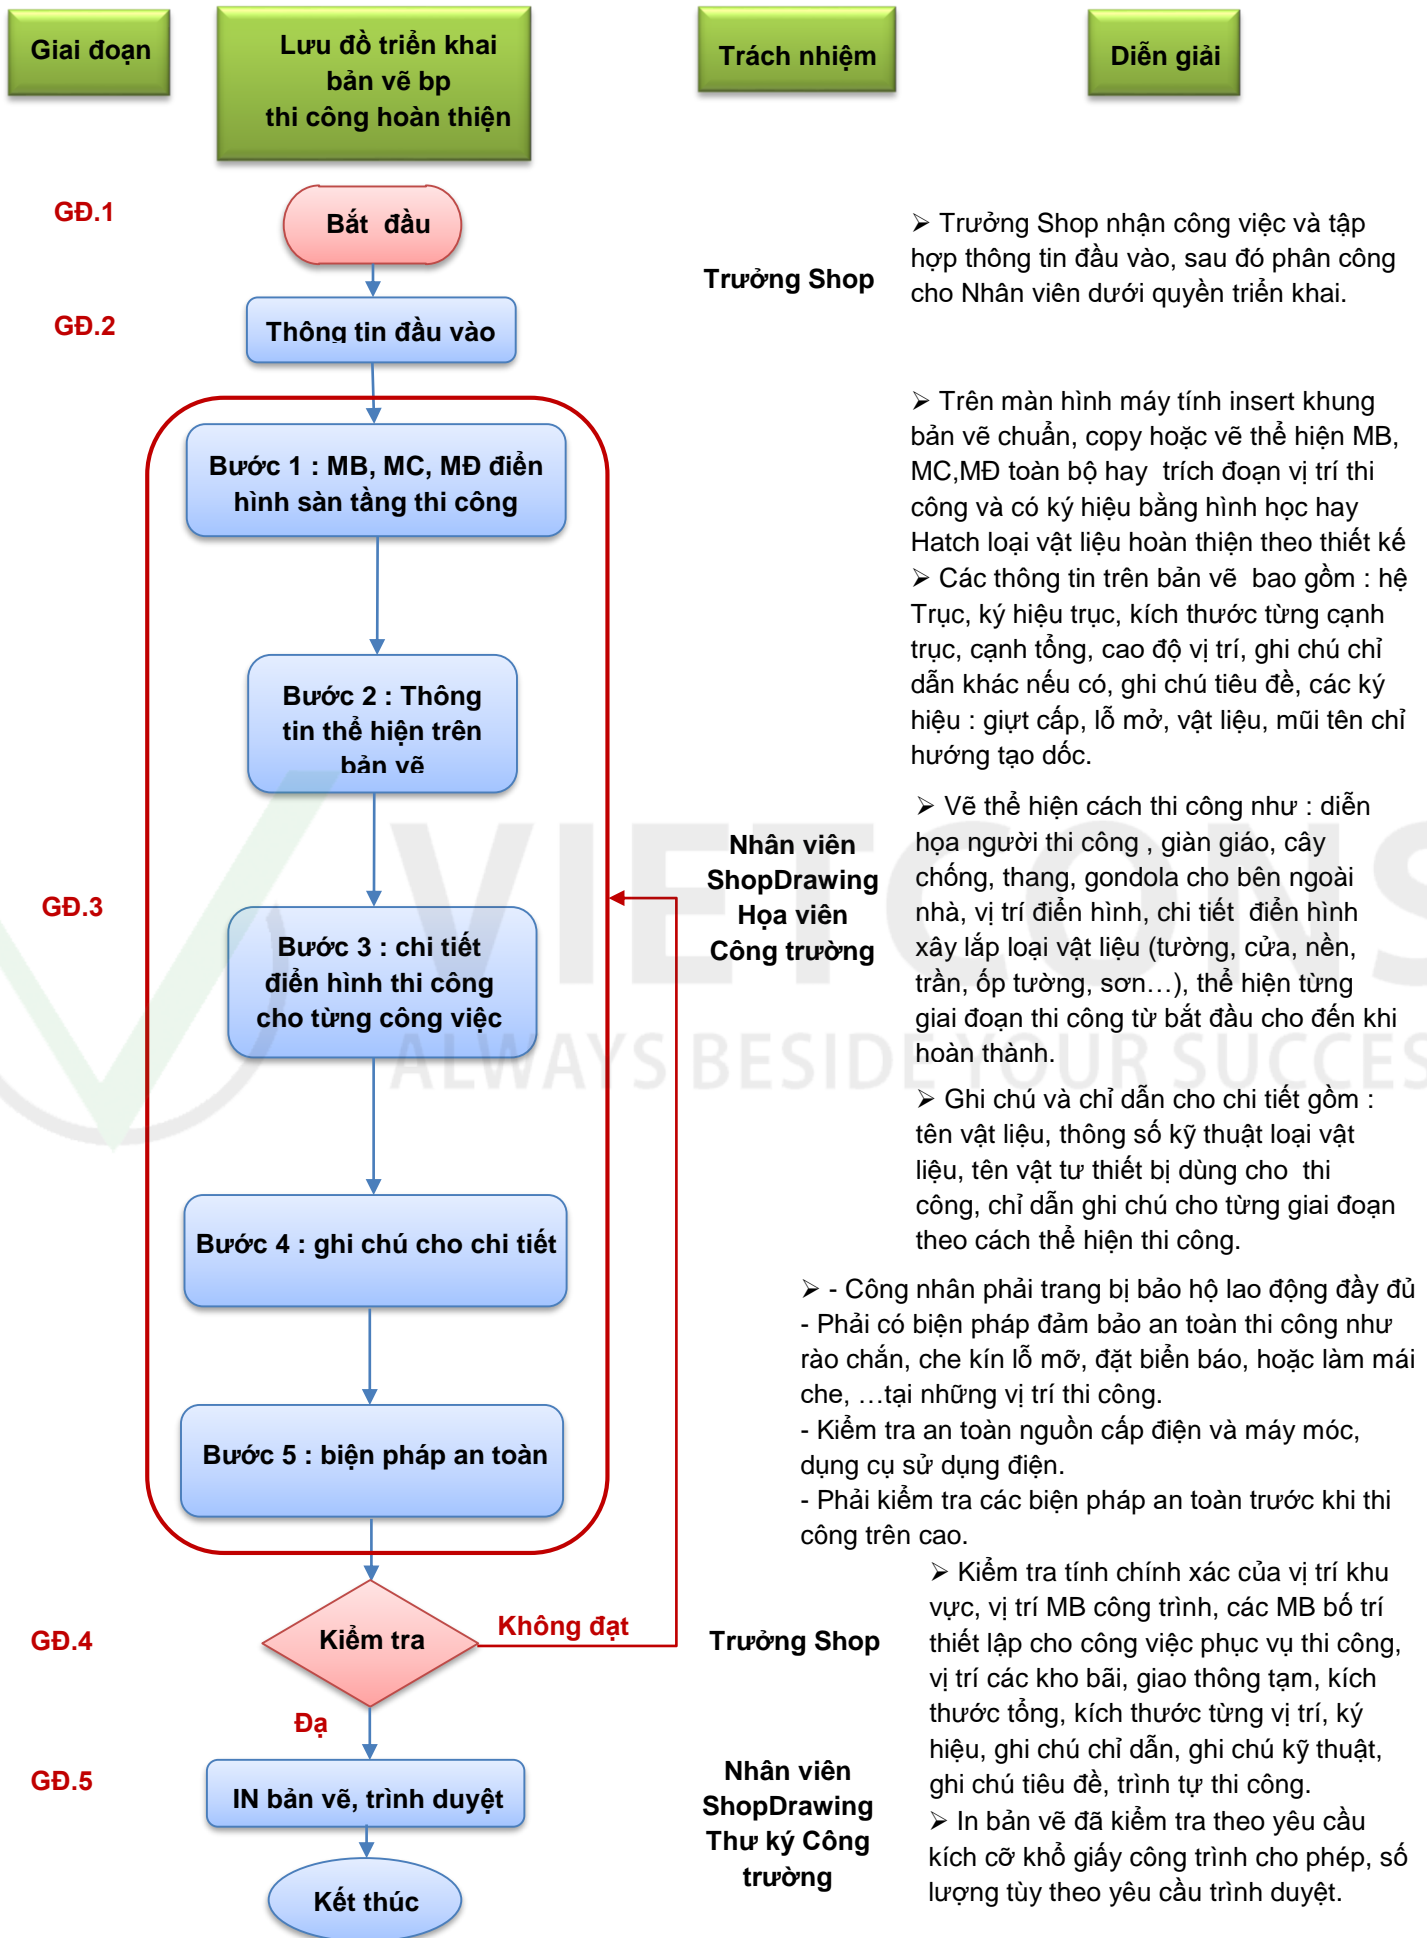 Giai đoạn
Lưu đồ triển khai
bản vẽ bp
thi công hoàn thiện
Trách nhiệm
Diễn giải
GĐ.1
Bắt đầu
GĐ.2
Thông tin đầu vào
Trưởng Shop
➢ Trưởng Shop nhận công việc và tập
hợp thông tin đầu vào, sau đó phân công
cho Nhân viên dưới quyền triển khai.
GĐ.3
Bước 1 : MB, MC, MĐ điển
hình sàn tầng thi công
Bước 2 : Thông
tin thể hiện trên
bản vẽ
Bước 3 : chi tiết
điển hình thi công
cho từng công việc
Bước 4 : ghi chú cho chi tiết
Bước 5 : biện pháp an toàn
Nhân viên
ShopDrawing
Họa viên
Công trường
➢ Trên màn hình máy tính insert khung
bản vẽ chuẩn, copy hoặc vẽ thể hiện MB,
MC,MĐ toàn bộ hay trích đoạn vị trí thi
công và có ký hiệu bằng hình học hay
Hatch loại vật liệu hoàn thiện theo thiết kế
➢ Các thông tin trên bản vẽ bao gồm : hệ
Trục, ký hiệu trục, kích thước từng cạnh
trục, cạnh tổng, cao độ vị trí, ghi chú chỉ
dẫn khác nếu có, ghi chú tiêu đề, các ký
hiệu : giựt cấp, lỗ mở, vật liệu, mũi tên chỉ
hướng tạo dốc.
➢ Vẽ thể hiện cách thi công như : diễn
họa người thi công , giàn giáo, cây
chống, thang, gondola cho bên ngoài
nhà, vị trí điển hình, chi tiết điển hình
xây lắp loại vật liệu (tường, cửa, nền,
trần, ốp tường, sơn…), thể hiện từng
giai đoạn thi công từ bắt đầu cho đến khi
hoàn thành.
➢ Ghi chú và chỉ dẫn cho chi tiết gồm :
tên vật liệu, thông số kỹ thuật loại vật
liệu, tên vật tư thiết bị dùng cho thi
công, chỉ dẫn ghi chú cho từng giai đoạn
theo cách thể hiện thi công.
➢ - Công nhân phải trang bị bảo hộ lao động đầy đủ
- Phải có biện pháp đảm bảo an toàn thi công như
rào chắn, che kín lỗ mỡ, đặt biển báo, hoặc làm mái
che, …tại những vị trí thi công.
- Kiểm tra an toàn nguồn cấp điện và máy móc,
dụng cụ sử dụng điện.
- Phải kiểm tra các biện pháp an toàn trước khi thi
công trên cao.
GĐ.4
Kiểm tra
Không đạt
Đạ
Trưởng Shop
➢ Kiểm tra tính chính xác của vị trí khu
vực, vị trí MB công trình, các MB bố trí
thiết lập cho công việc phục vụ thi công,
vị trí các kho bãi, giao thông tạm, kích
thước tổng, kích thước từng vị trí, ký
hiệu, ghi chú chỉ dẫn, ghi chú kỹ thuật,
ghi chú tiêu đề, trình tự thi công.
GĐ.5
IN bản vẽ, trình duyệt
Kết thúc
Nhân viên
ShopDrawing
Thư ký Công
trường
➢ In bản vẽ đã kiểm tra theo yêu cầu
kích cỡ khổ giấy công trình cho phép, số
lượng tùy theo yêu cầu trình duyệt.
VIETCONS
ALWAYS BESIDE YOUR SUCCES